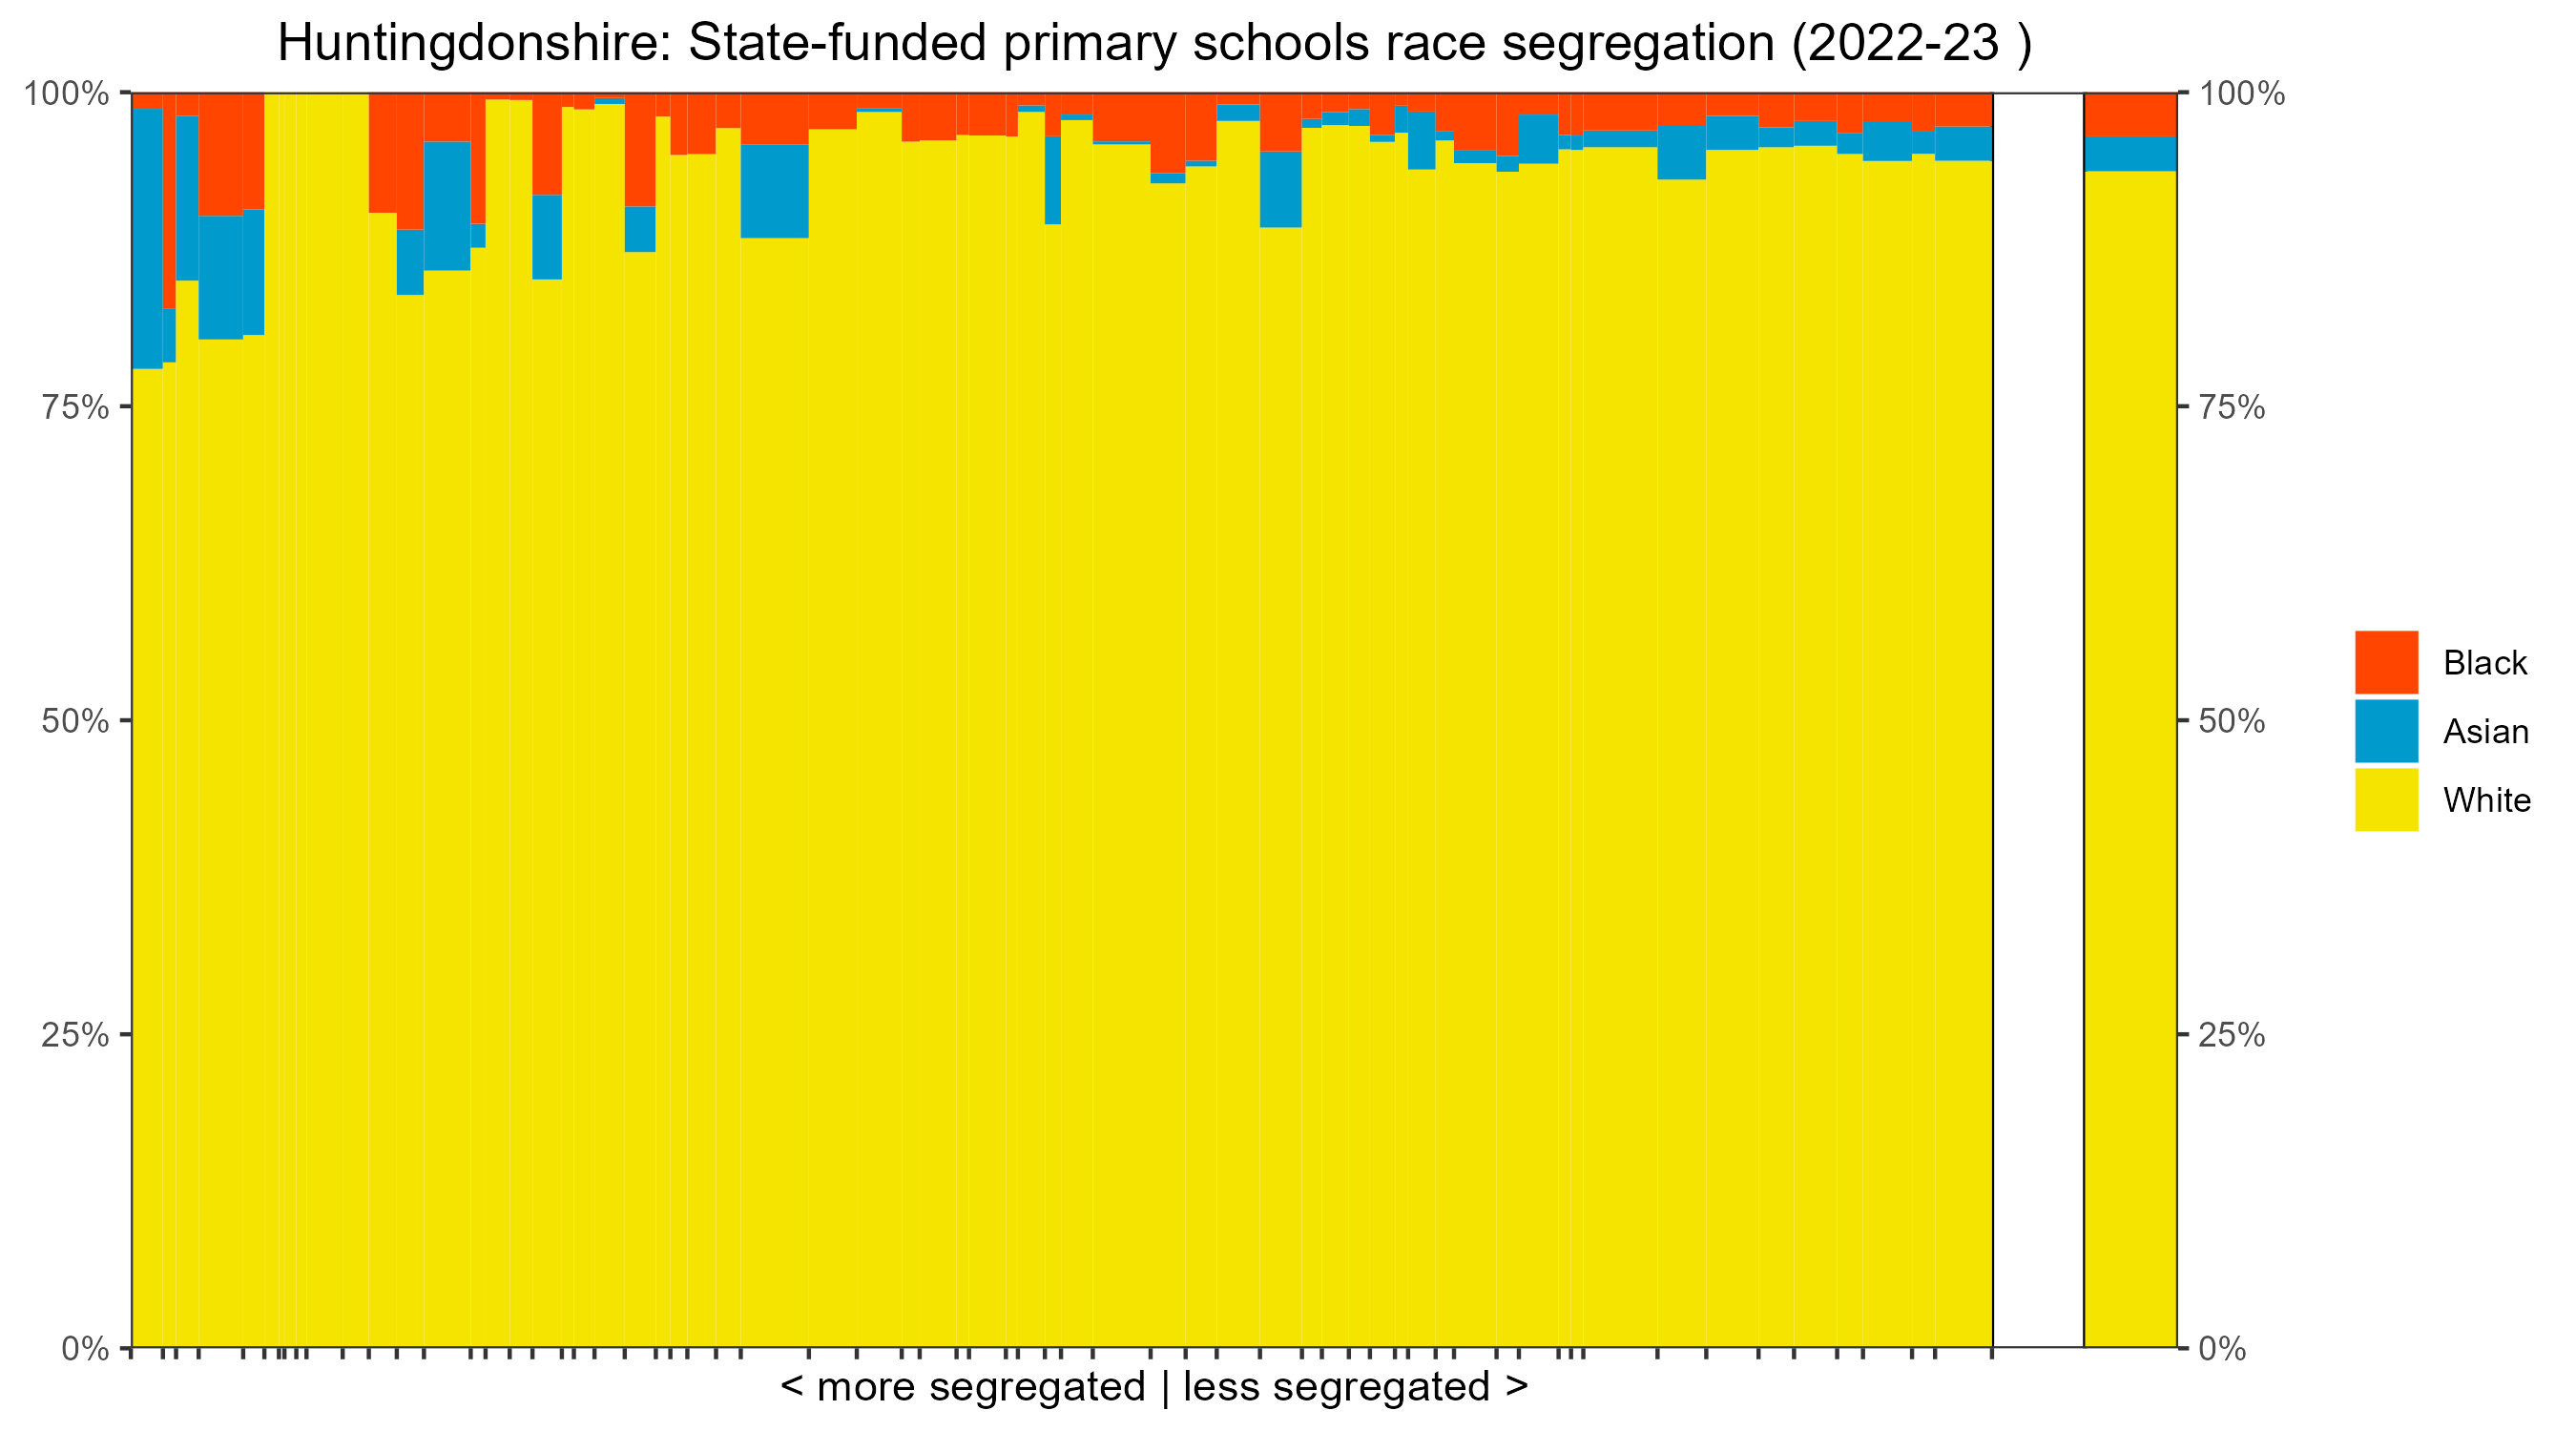 Huntingdonshire: State-funded primary schools race segregation (2022-23 )
100%
100%
75%
75%
50%
50%
25%
25%
0%
0%
Black
Asian
White
< more segregated | less segregated >